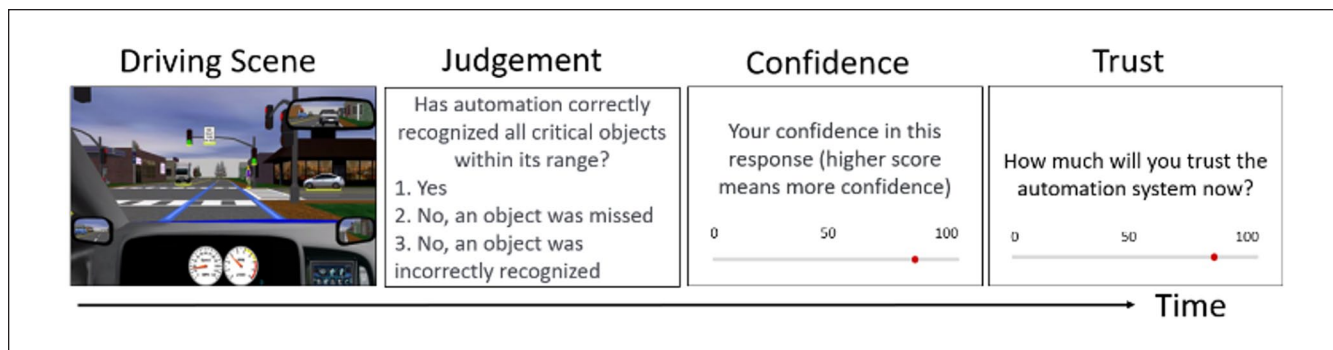 Driving Scene
Judgement
Has automation correctly
recognized all critical objects
within its range?
1. Yes
2. No, an object was missed
3. No, an object was
incorrectly recognized
Confidence
Your confidence in this
response (higher score
means more confidence)
0 50 100
Trust
How much will you trust the
automation system now?
0 50 100
Time